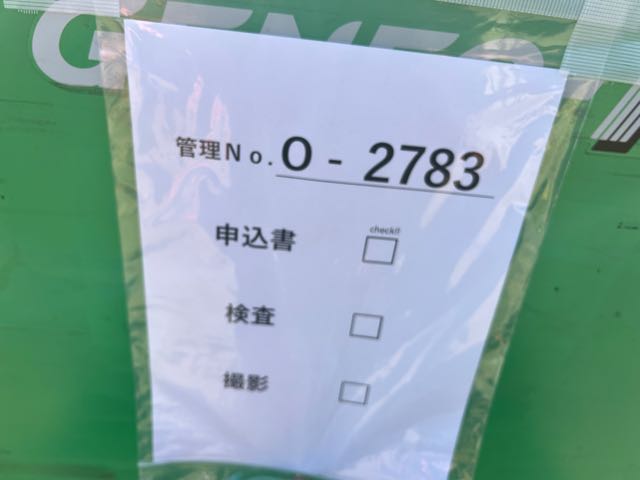 管理No. O - 2783
check!!
申込書 □
検査 □
撮影 □